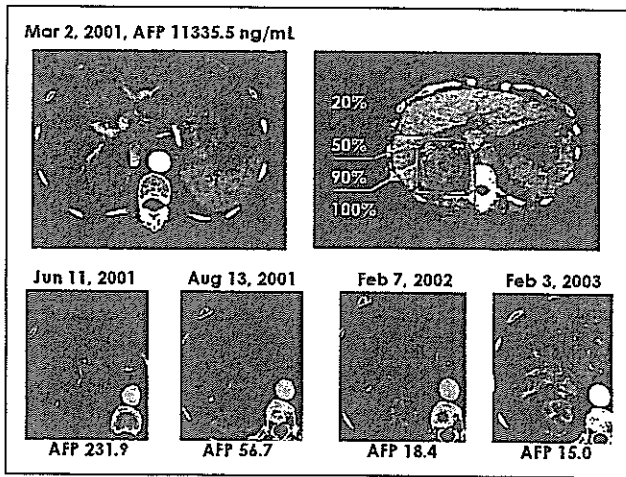 Mar 2, 2001, AFP 11335.5 ng/mL
20%
50%
90%
100%
Jun 11, 2001 Aug 13, 2001 Feb 7, 2002 Feb 3, 2003
AFP 231.9 AFP 56.7 AFP 18.4 AFP 15.0